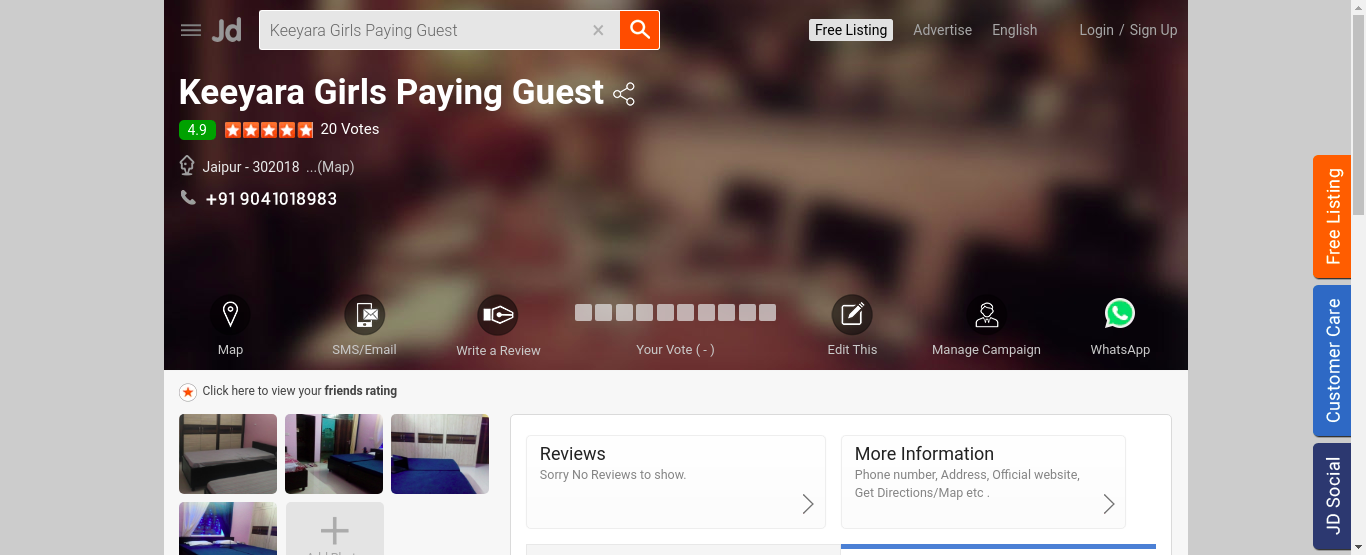 Jd
Keeyara Girls Paying Guest
Free Listing
Advertise
English
Login / Sign Up
Keeyara Girls Paying Guest
4.9
20 Votes
Jaipur - 302018 ...(Map)
+91 9041018983
Map
SMS/Email
Write a Review
Your Vote ( - )
Edit This
Manage Campaign
WhatsApp
Click here to view your friends rating
Reviews
Sorry No Reviews to show.
More Information
Phone number, Address, Official website,
Get Directions/Map etc .
Free Listing
Customer Care
JD Social